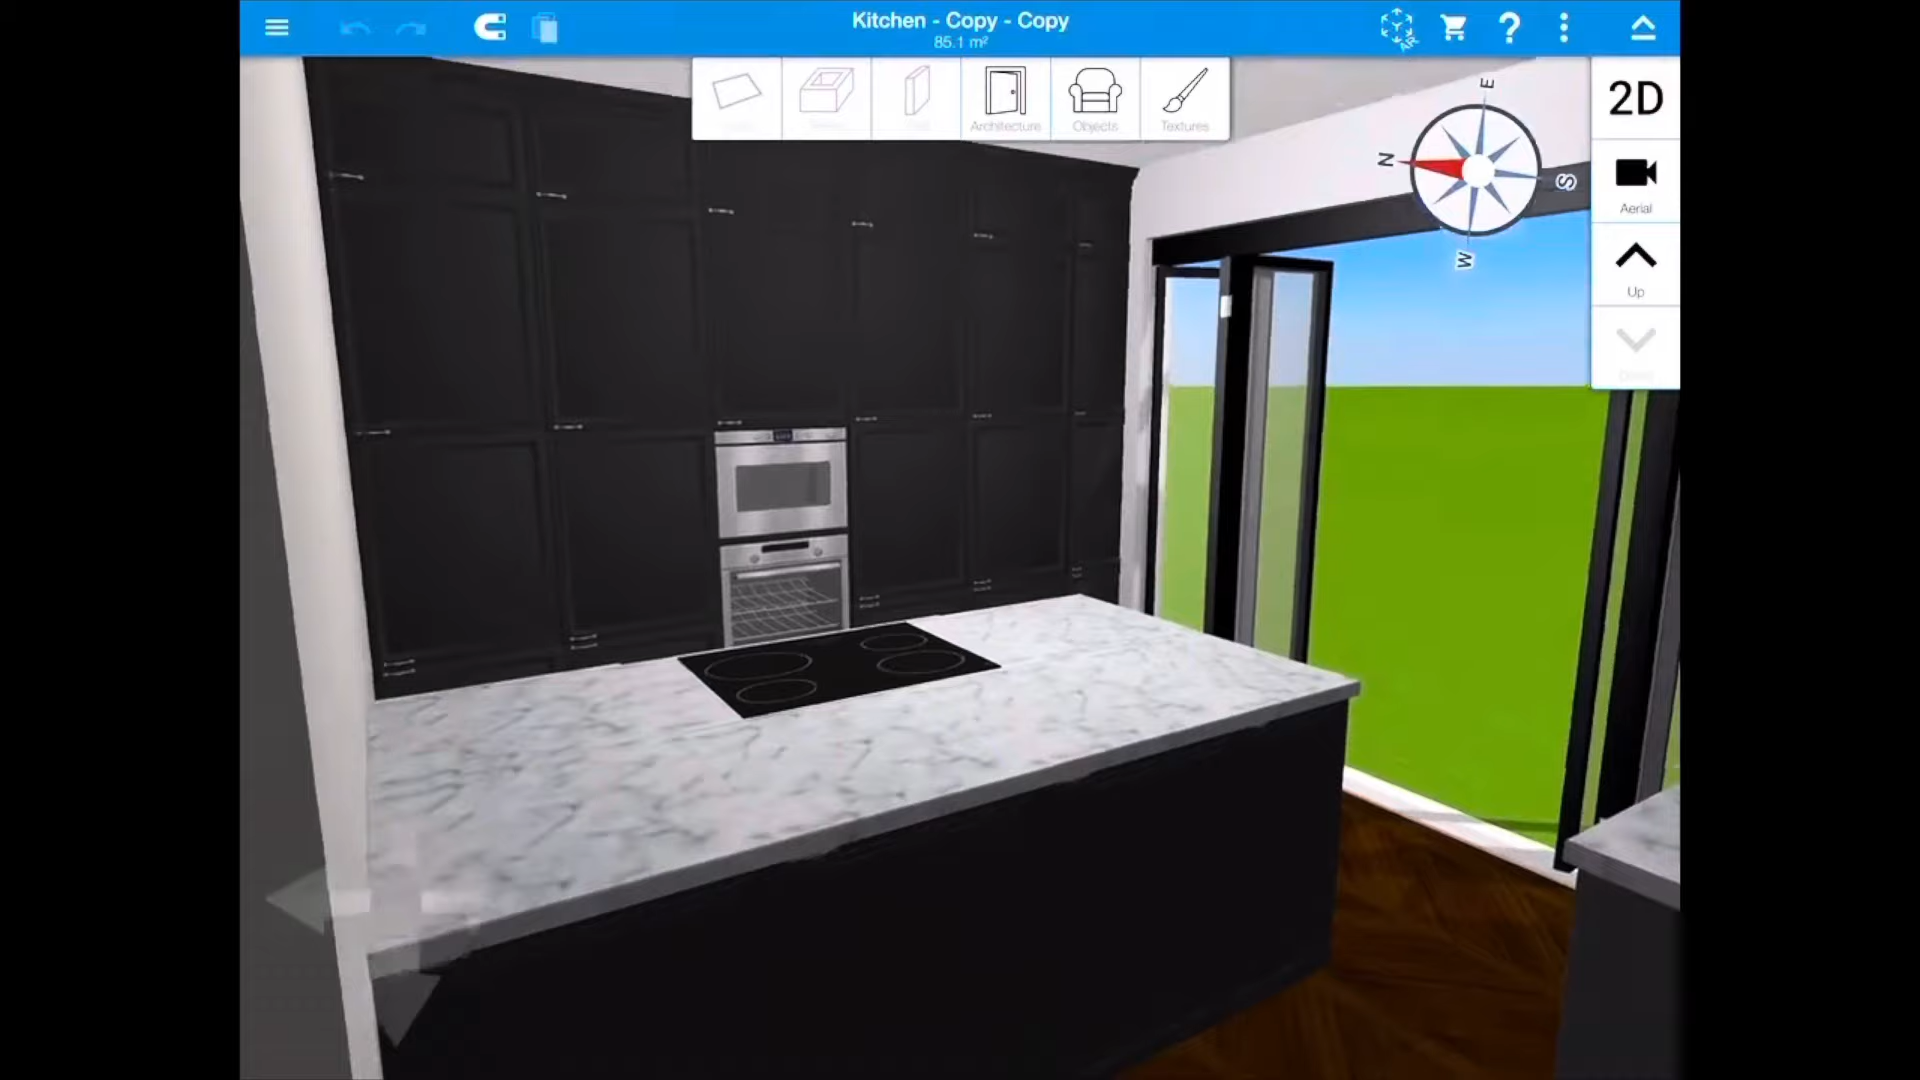 Kitchen - Copy - Copy
85.1 m²
Architecture
Objects
Textures
2D
Aerial
Up
E
N
S
W